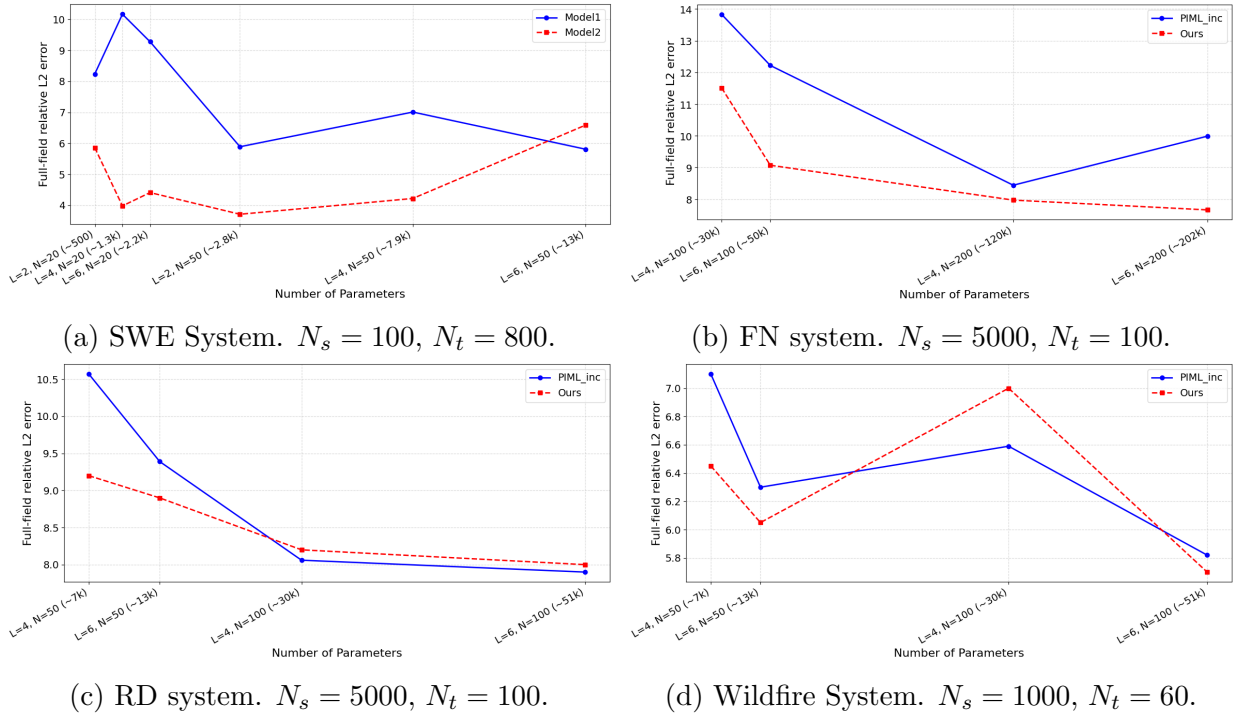 Full-field relative L2 error
10
9
8
7
6
5
4
Model1
Model2
L=2, N=20 (~500)
L=4, N=20 (~1.3k)
L=6, N=20 (~2.2k)
L=2, N=50 (~2.8k)
L=4, N=50 (~7.9k)
L=6, N=50 (~13k)
Number of Parameters
(a) SWE System. N_s = 100, N_t = 800.
Full-field relative L2 error
14
13
12
11
10
9
8
PIML_inc
Ours
L=4, N=100 (~30k)
L=6, N=100 (~50k)
L=4, N=200 (~120k)
L=6, N=200 (~202k)
Number of Parameters
(b) FN system. N_s = 5000, N_t = 100.
Full-field relative L2 error
10.5
10.0
9.5
9.0
8.5
8.0
PIML_inc
Ours
L=4, N=50 (~7k)
L=6, N=50 (~13k)
L=4, N=100 (~30k)
L=6, N=100 (~51k)
Number of Parameters
(c) RD system. N_s = 5000, N_t = 100.
Full-field relative L2 error
7.0
6.8
6.6
6.4
6.2
6.0
5.8
PIML_inc
Ours
L=4, N=50 (~7k)
L=6, N=50 (~13k)
L=4, N=100 (~30k)
L=6, N=100 (~51k)
Number of Parameters
(d) Wildfire System. N_s = 1000, N_t = 60.